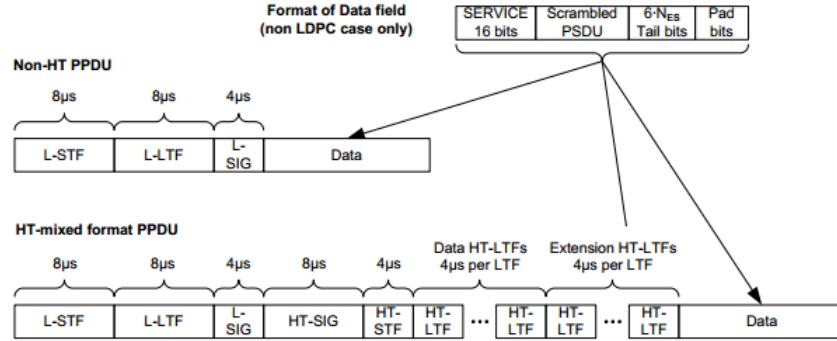 Format of Data field
(non LDPC case only)
SERVICE
16 bits
Scrambled
PSDU
6·NES
Tail bits
Pad
bits
Non-HT PPDU
8µs
8µs
4µs
L-STF
L-LTF
L-
SIG
Data
HT-mixed format PPDU
Data HT-LTFs
4µs per LTF
Extension HT-LTFs
4µs per LTF
8µs
8µs
4µs
8µs
4µs
L-STF
L-LTF
L-
SIG
HT-SIG
HT-
STF
HT-
LTF
...
HT-
LTF
HT-
LTF
...
HT-
LTF
Data